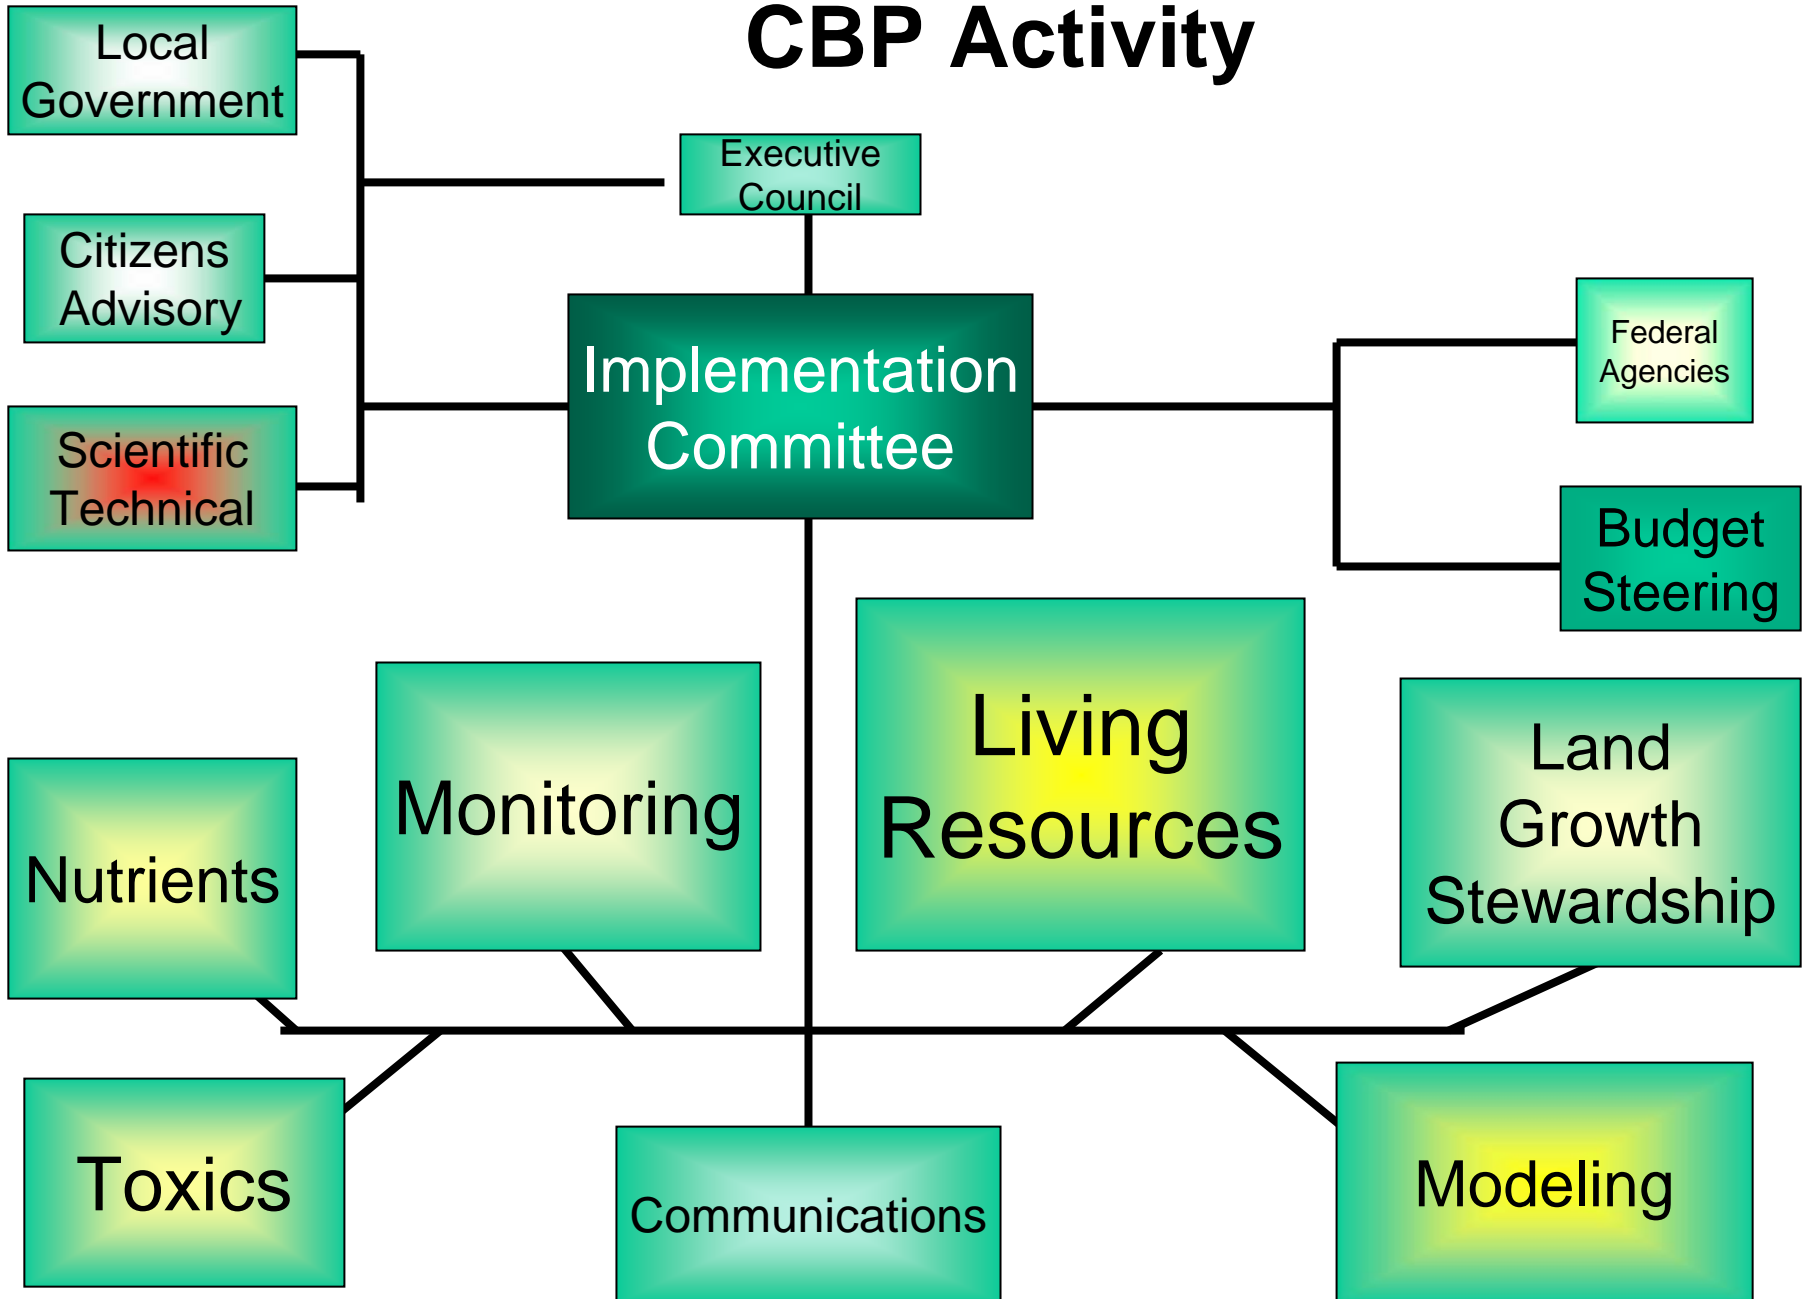 CBP Activity
Local
Government
Executive
Council
Citizens
Advisory
Implementation
Committee
Federal
Agencies
Scientific
Technical
Budget
Steering
Living
Resources
Monitoring
Land
Growth
Stewardship
Nutrients
Toxics
Communications
Modeling